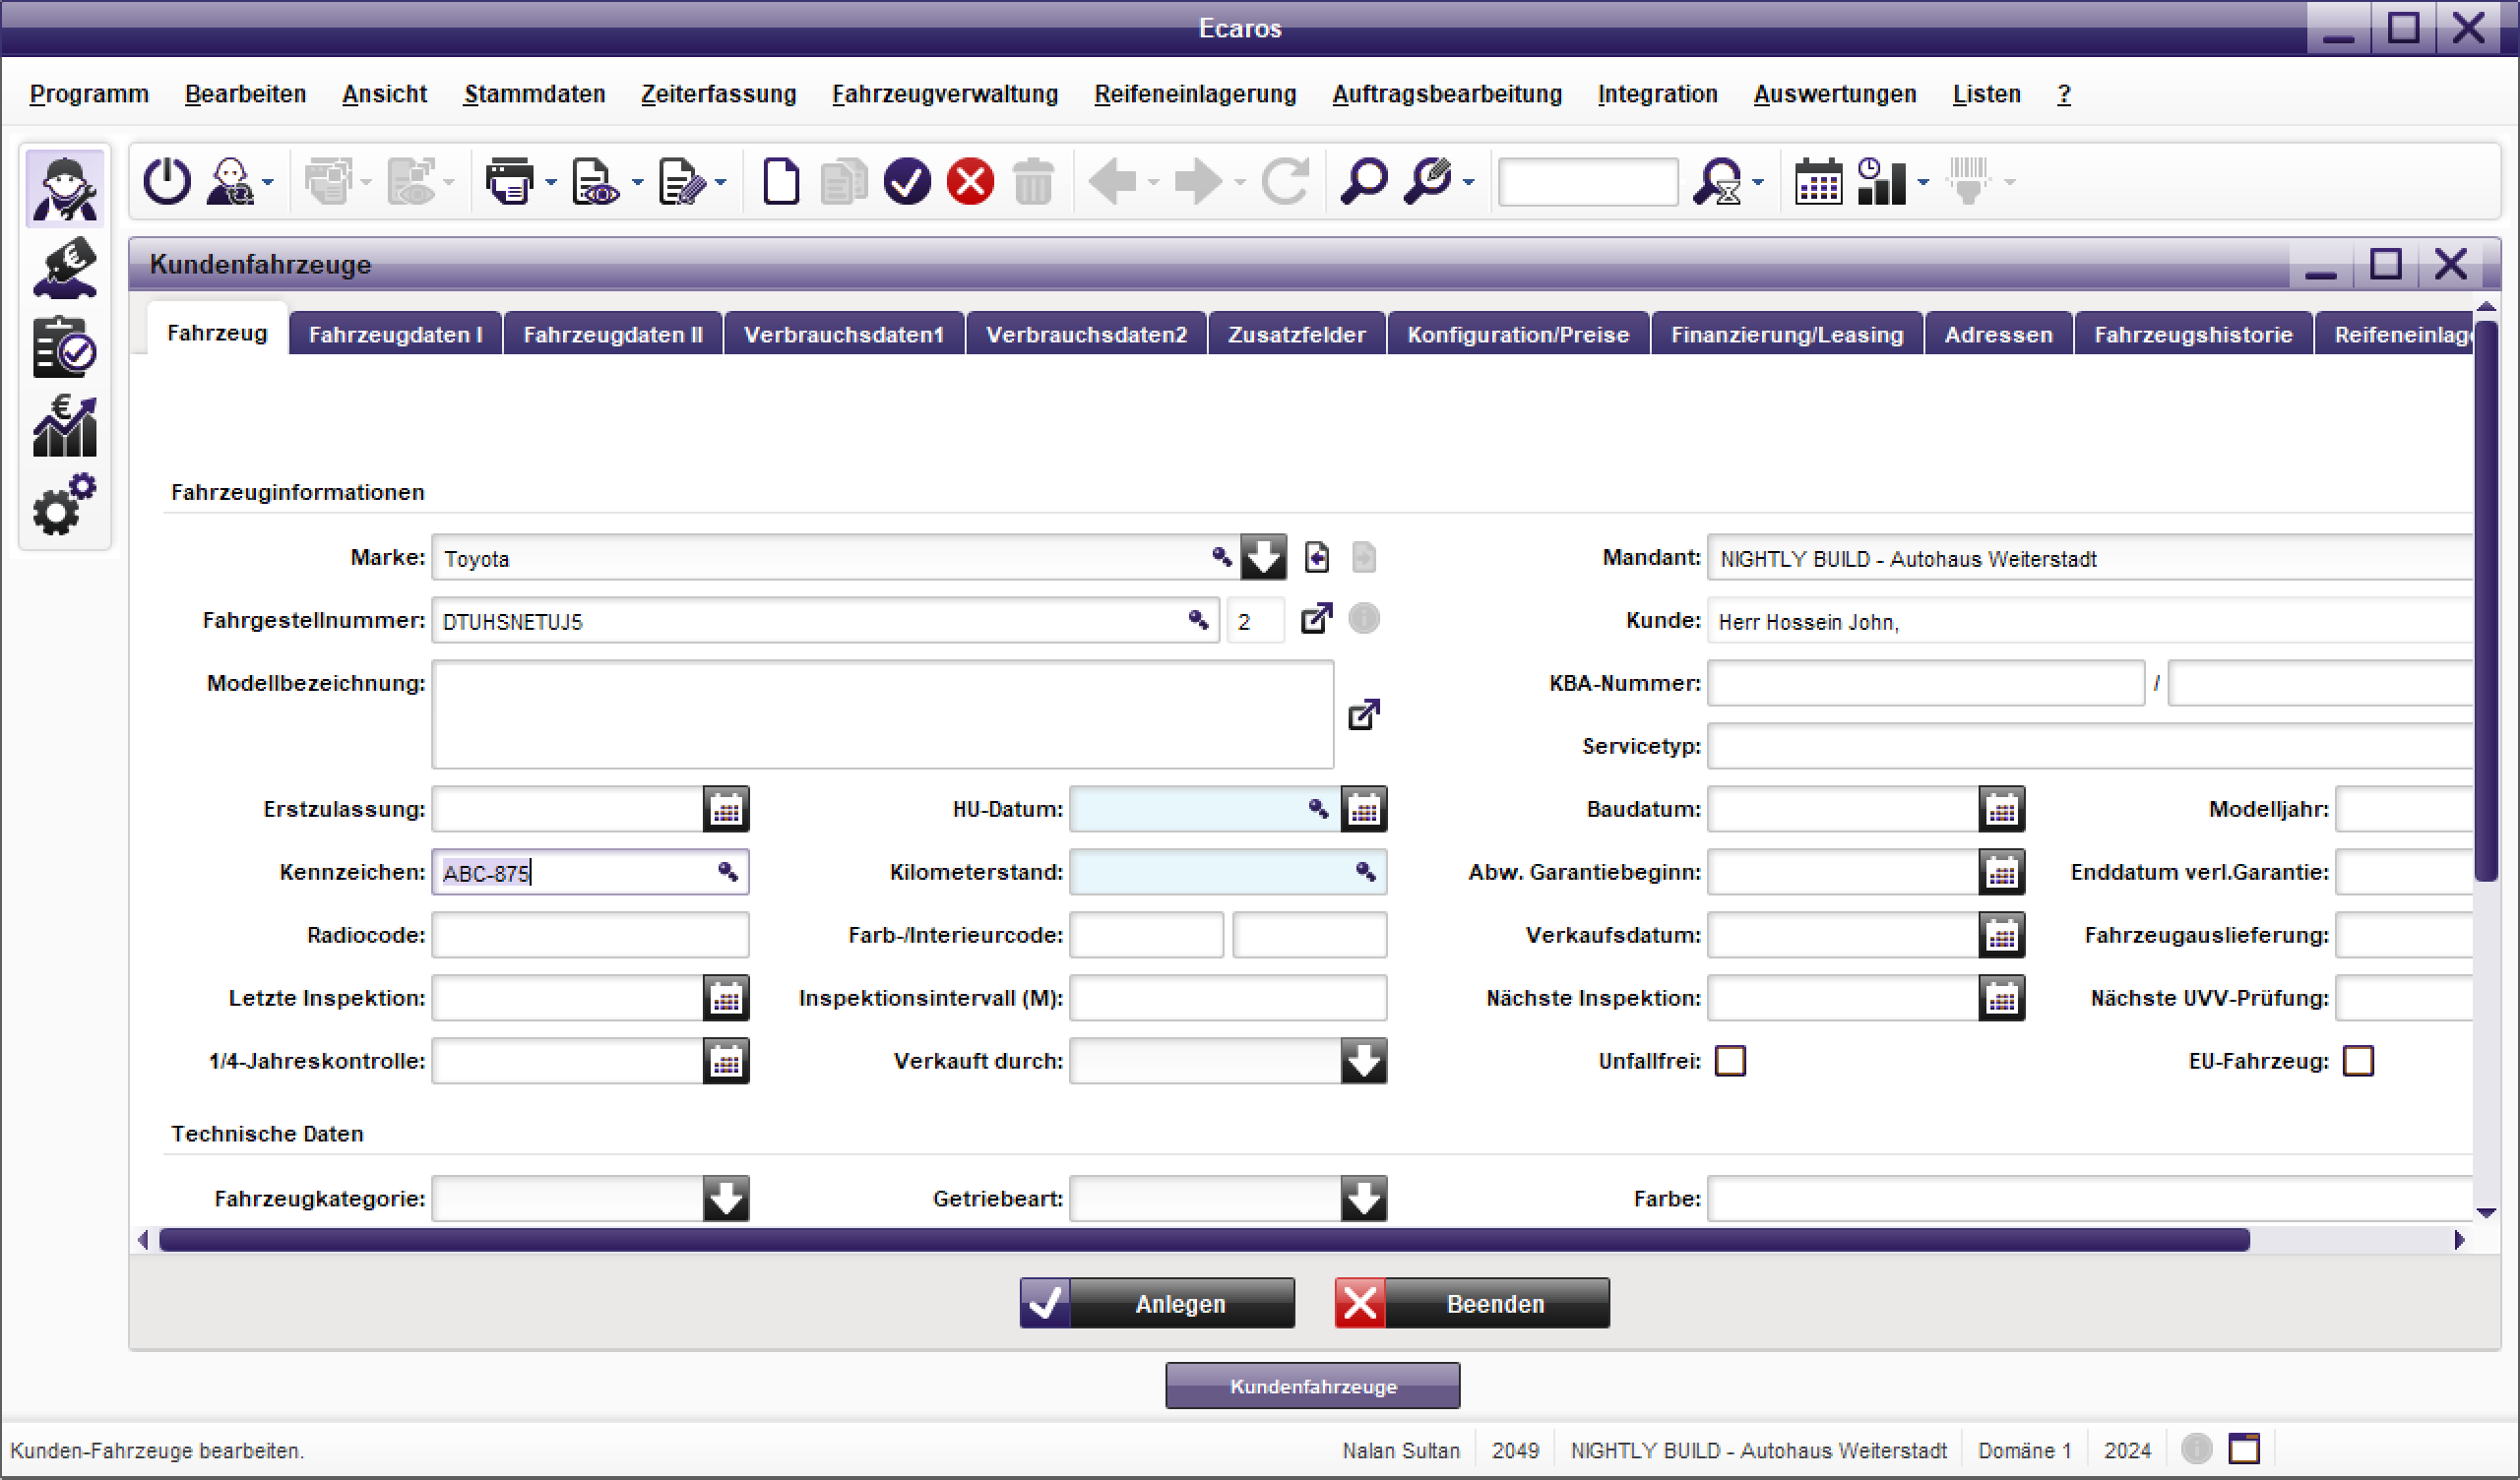 Ecaros
Programm Bearbeiten Ansicht Stammdaten Zeiterfassung Fahrzeugverwaltung Reifeneinlagerung Auftragsbearbeitung Integration Auswertungen Listen ?
Kundenfahrzeuge
Fahrzeug Fahrzeugdaten I Fahrzeugdaten II Verbrauchsdaten1 Verbrauchsdaten2 Zusatzfelder Konfiguration/Preise Finanzierung/Leasing Adressen Fahrzeugshistorie Reifeneinlag
Fahrzeuginformationen
Marke: Toyota Mandant: NIGHTLY BUILD - Autohaus Weiterstadt
Fahrgestellnummer: DTUHSNETUJ5 2 Kunde: Herr Hossein John,
Modellbezeichnung: KBA-Nummer: /
Servicetyp:
Erstzulassung: HU-Datum: Baudatum: Modelljahr:
Kennzeichen: ABC-875 Kilometerstand: Abw. Garantiebeginn: Enddatum verl.Garantie:
Radiocode: Farb-/Interieurcode: Verkaufsdatum: Fahrzeugauslieferung:
Letzte Inspektion: Inspektionsintervall (M): Nächste Inspektion: Nächste UVV-Prüfung:
1/4-Jahreskontrolle: Verkauft durch: Unfallfrei: EU-Fahrzeug:
Technische Daten
Fahrzeugkategorie: Getriebeart: Farbe:
Anlegen Beenden
Kundenfahrzeuge
Kunden-Fahrzeuge bearbeiten. Nalan Sultan 2049 NIGHTLY BUILD - Autohaus Weiterstadt Domäne 1 2024